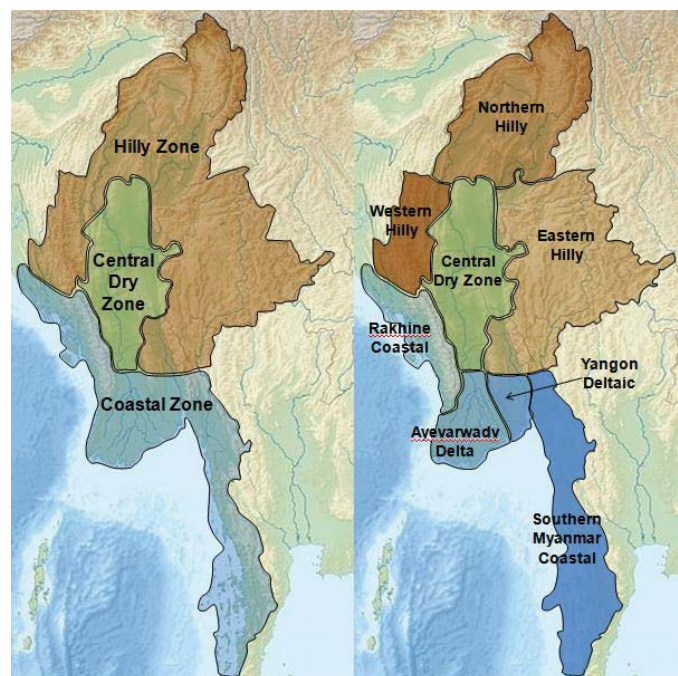 Hilly Zone
Central
Dry
Zone
Coastal Zone
Northern
Hilly
Western
Hilly
Eastern
Hilly
Central
Dry Zone
Rakhine
Coastal
Yangon
Deltaic
Ayeyarwady
Delta
Southern
Myanmar
Coastal